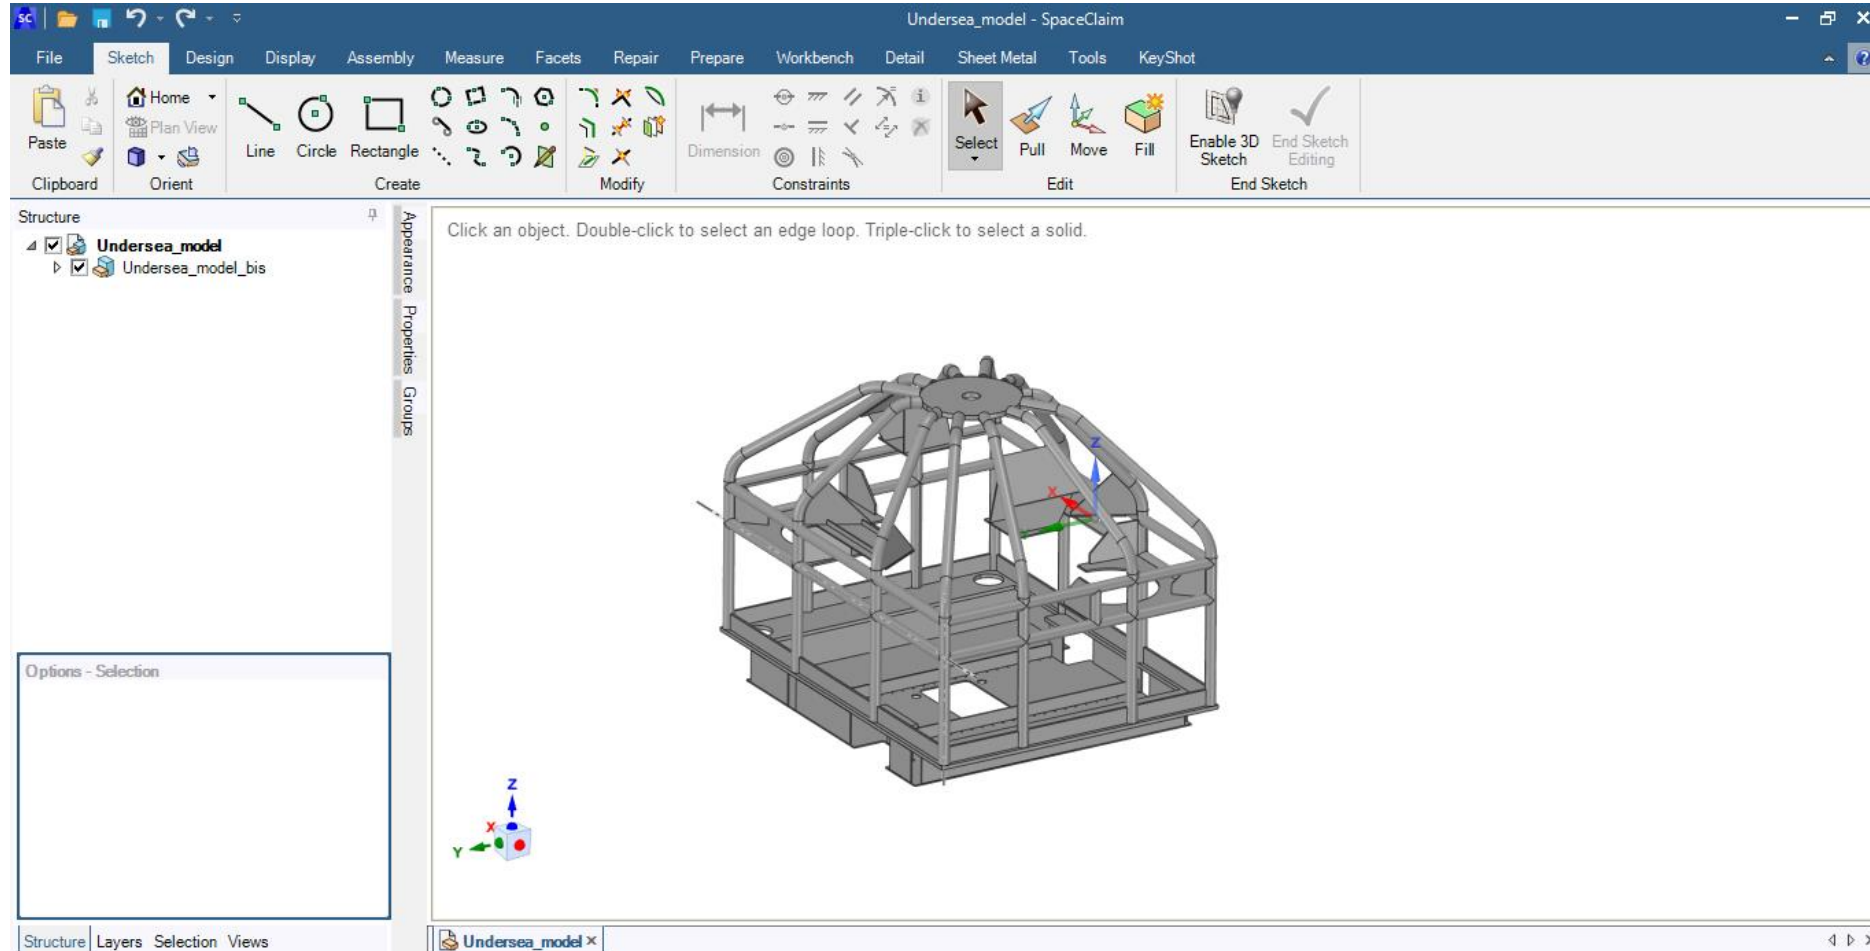 SC
Undersea_model - SpaceClaim
File Sketch Design Display Assembly Measure Facets Repair Prepare Workbench Detail Sheet Metal Tools KeyShot
Home
Plan View
Paste
Line Circle Rectangle
Dimension
Select Pull Move Fill
Enable 3D Sketch
End Sketch Editing
Clipboard Orient Create Modify Constraints Edit End Sketch
Structure
Undersea_model
Undersea_model_bis
Appearance
Properties
Groups
Click an object. Double-click to select an edge loop. Triple-click to select a solid.
Z
X
Options - Selection
Z
X
Y
Structure Layers Selection Views
Undersea_model